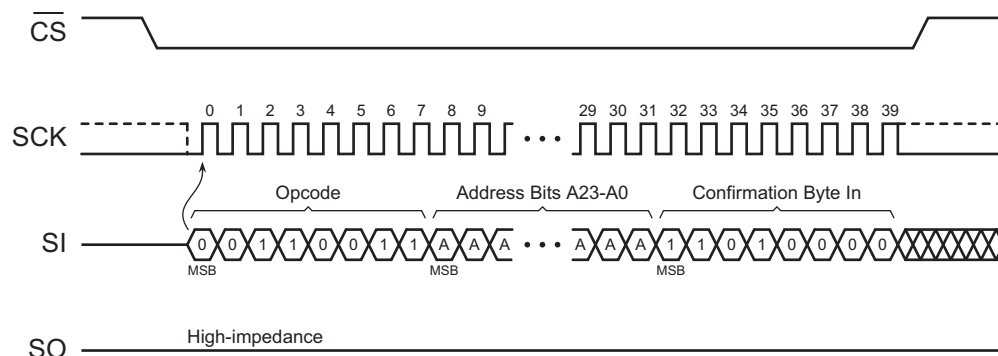 CS
0 1 2 3 4 5 6 7 8 9 29 30 31 32 33 34 35 36 37 38 39
SCK
Opcode Address Bits A23-A0 Confirmation Byte In
SI 0 0 1 1 0 0 1 1 A A A • • • A A A 1 1 0 1 0 0 0 0
MSB MSB MSB
High-impedance
SO